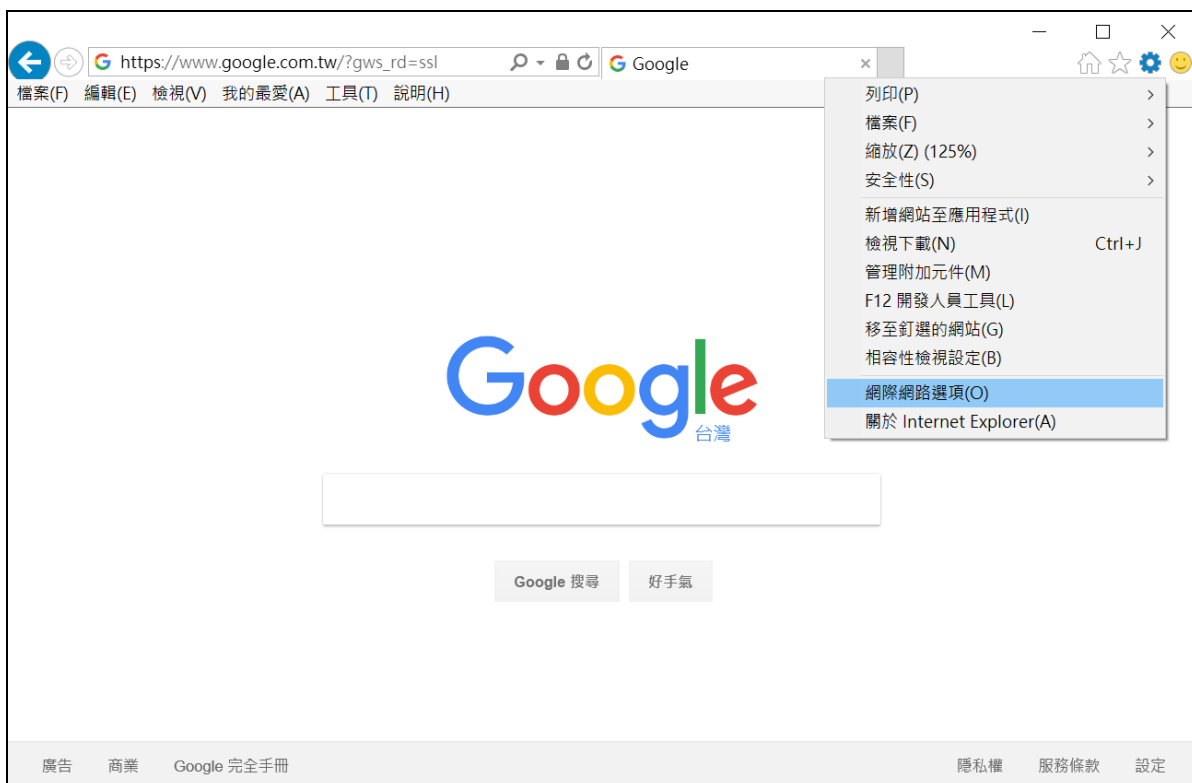 https://www.google.com.tw/?gws_rd=ssl
Google
檔案(F) 編輯(E) 檢視(V) 我的最愛(A) 工具(T) 說明(H)
列印(P)
檔案(F)
縮放(Z) (125%)
安全性(S)
新增網站至應用程式(I)
檢視下載(N) Ctrl+J
管理附加元件(M)
F12 開發人員工具(L)
移至釘選的網站(G)
相容性檢視設定(B)
網際網路選項(O)
關於 Internet Explorer(A)
Google
台灣
Google 搜尋 好手氣
廣告 商業 Google 完全手冊 隱私權 服務條款 設定